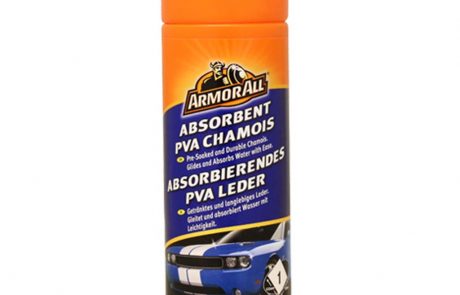 ARMORALL
ABSORBENT
PVA CHAMOIS
Pre-Soaked and Durable Chamois.
Glides and Absorbs Water with Ease.
ABSORBIERENDES
PVA LEDER
Getränktes und langlebiges Leder.
Gleitet und absorbiert Wasser mit
Leichtigkeit.
1